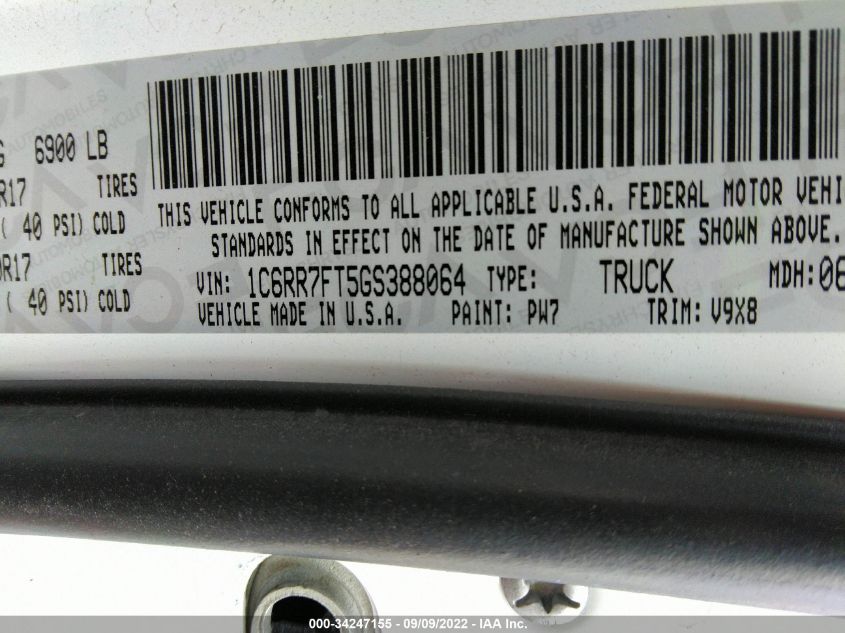 6900 LB
R17 TIRES
( 40 PSI) COLD
R17 TIRES
( 40 PSI) COLD
THIS VEHICLE CONFORMS TO ALL APPLICABLE U.S.A. FEDERAL MOTOR VEHI
STANDARDS IN EFFECT ON THE DATE OF MANUFACTURE SHOWN ABOVE.
VIN: 1C6RR7FT5GS388064 TYPE: TRUCK MDH:06
VEHICLE MADE IN U.S.A. PAINT: PW7 TRIM: V9X8
000-34247155 - 09/09/2022 - IAA Inc.